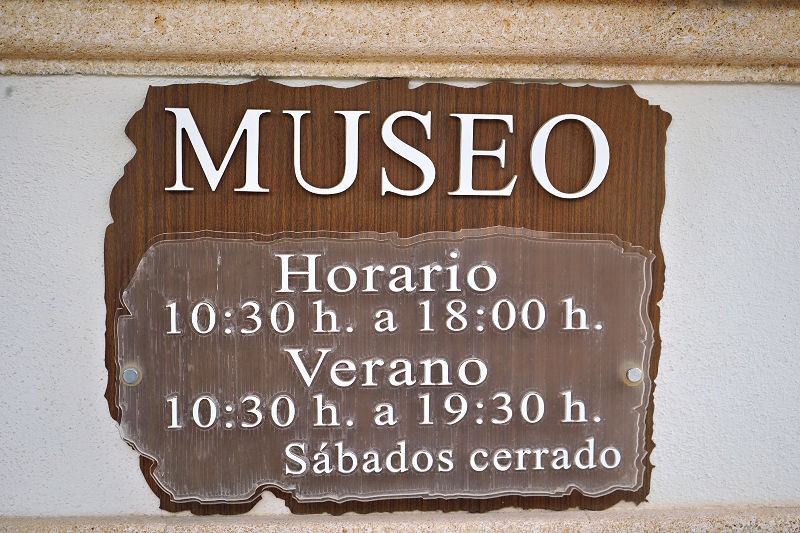 MUSEO
Horario
10:30 h. a 18:00 h.
Verano
10:30 h. a 19:30 h.
Sábados cerrado